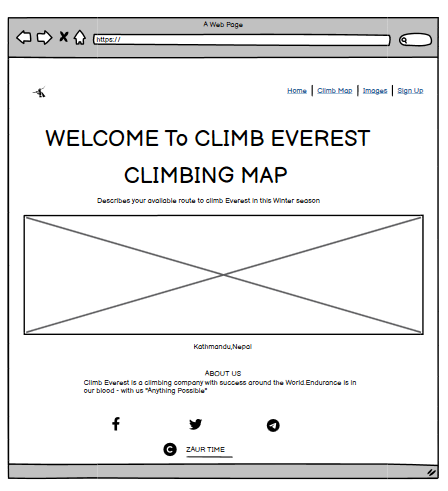 A Web Page
https://
Home | Climb Map | Images | Sign Up
WELCOME To CLIMB EVEREST
CLIMBING MAP
Describes your available route to climb Everest in this Winter season
Kathmandu,Nepal
ABOUT US
Climb Everest is a climbing company with success around the World.Endurance is in
our blood - with us "Anything Possible"
ZAUR TIME